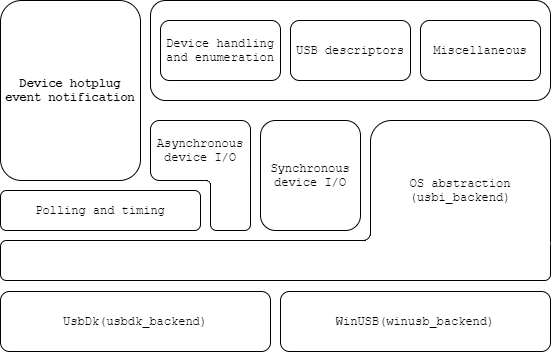 Device hotplug
event notification
Device handling
and enumeration
USB descriptors
Miscellaneous
Asynchronous
device I/O
Synchronous
device I/O
OS abstraction
(usbi_backend)
Polling and timing
UsbDk(usbdk_backend)
WinUSB(winusb_backend)